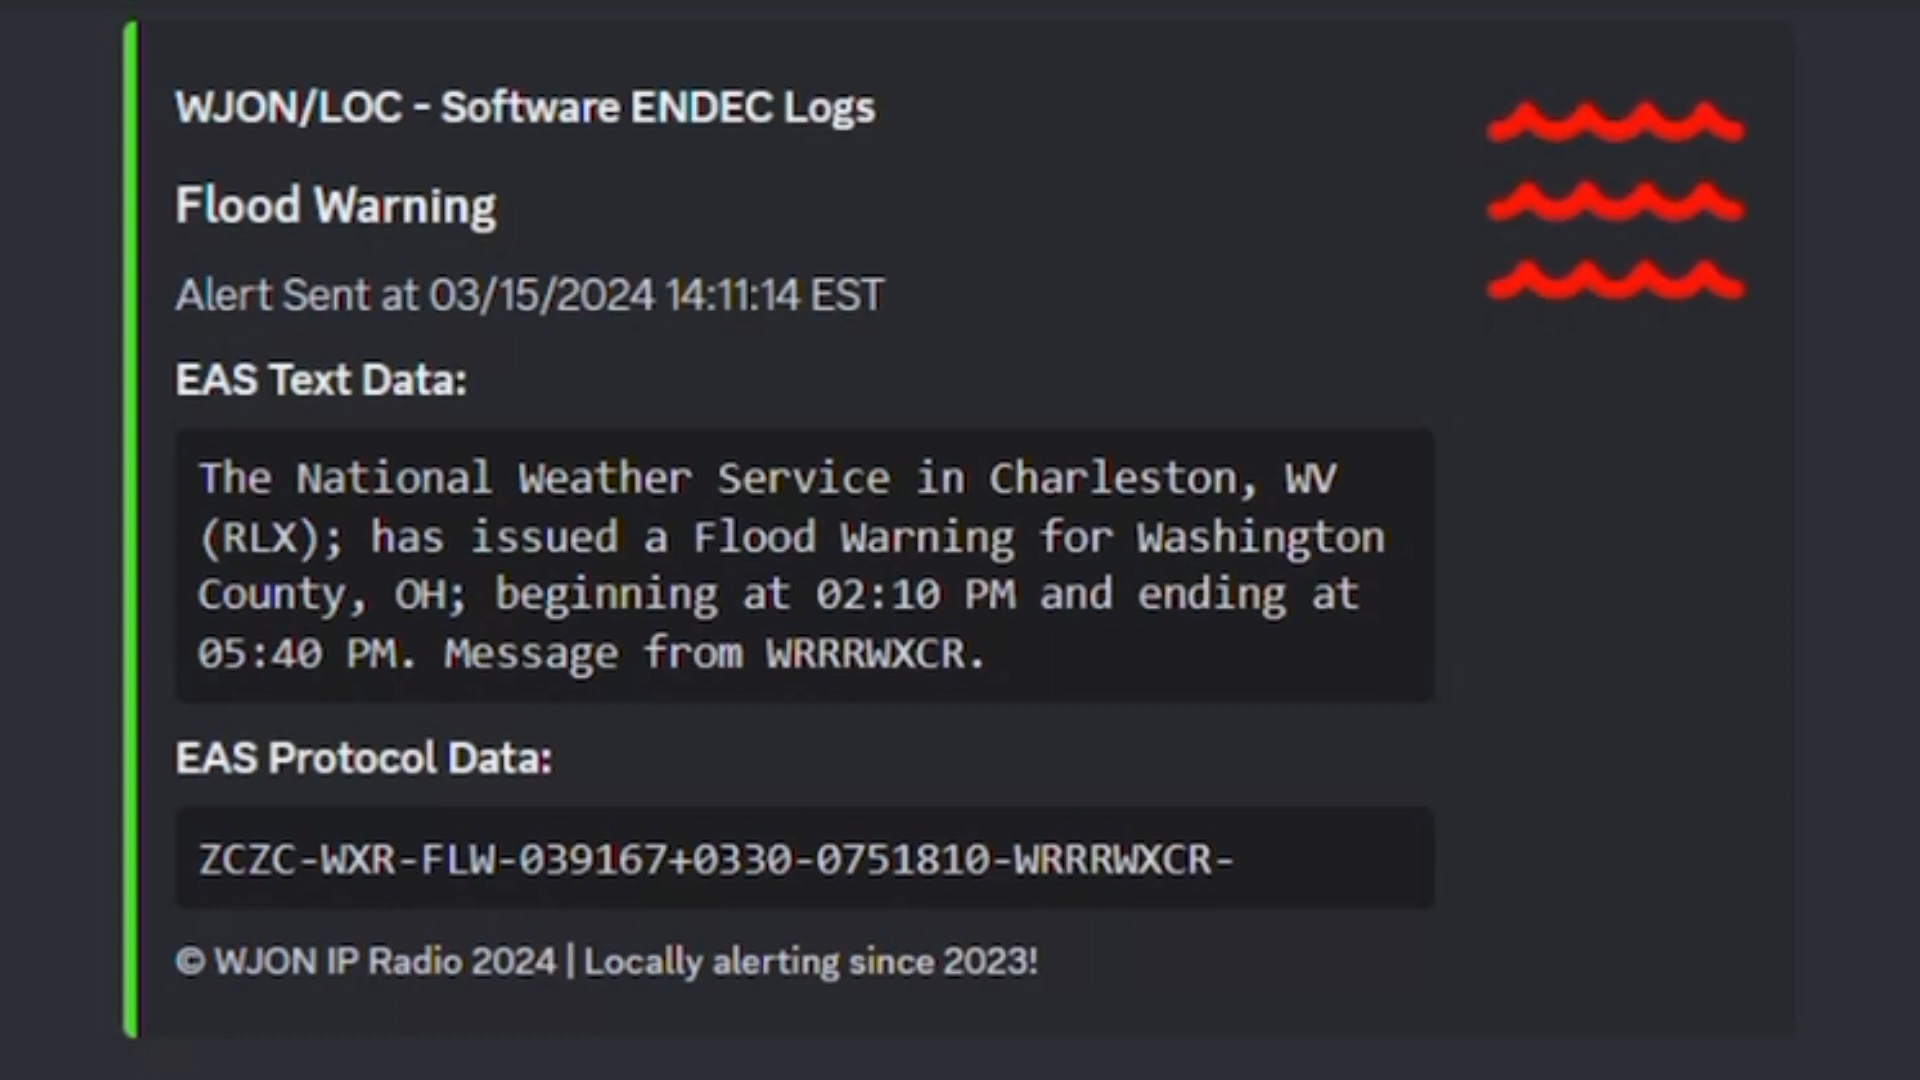 WJON/LOC - Software ENDEC Logs
Flood Warning
Alert Sent at 03/15/2024 14:11:14 EST
EAS Text Data:
The National Weather Service in Charleston, WV
(RLX); has issued a Flood Warning for Washington
County, OH; beginning at 02:10 PM and ending at
05:40 PM. Message from WRRRWXCR.
EAS Protocol Data:
ZCZC-WXR-FLW-039167+0330-0751810-WRRRWXCR-
© WJON IP Radio 2024 | Locally alerting since 2023!